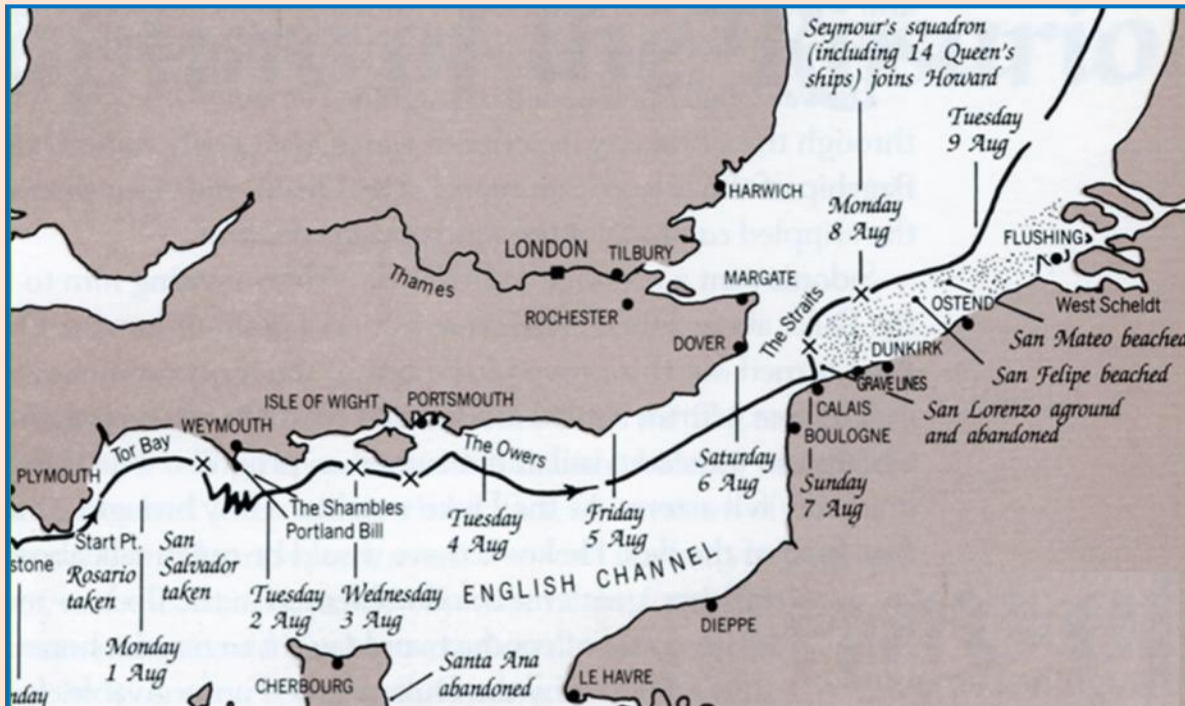 Seymour's squadron
(including 14 Queen's
ships) joins Howard
Tuesday
9 Aug
HARWICH
Monday
8 Aug
FLUSHING
LONDON
TILBURY
Thames
MARGATE
ROCHESTER
The Straits
OSTEND
West Scheldt
San Mateo beached
DOVER
DUNKIRK
San Felipe beached
GRAVELINES
ISLE OF WIGHT
PORTSMOUTH
CALAIS
San Lorenzo aground
and abandoned
WEYMOUTH
BOULOGNE
Tor Bay
The Owers
PLYMOUTH
Saturday
6 Aug
Sunday
7 Aug
The Shambles
Portland Bill
Tuesday
4 Aug
Friday
5 Aug
Start Pt.
stone
Rosario
taken
San
Salvador
taken
ENGLISH CHANNEL
Tuesday
2 Aug
Wednesday
3 Aug
DIEPPE
Monday
1 Aug
CHERBOURG
Santa Ana
abandoned
LE HAVRE
nday